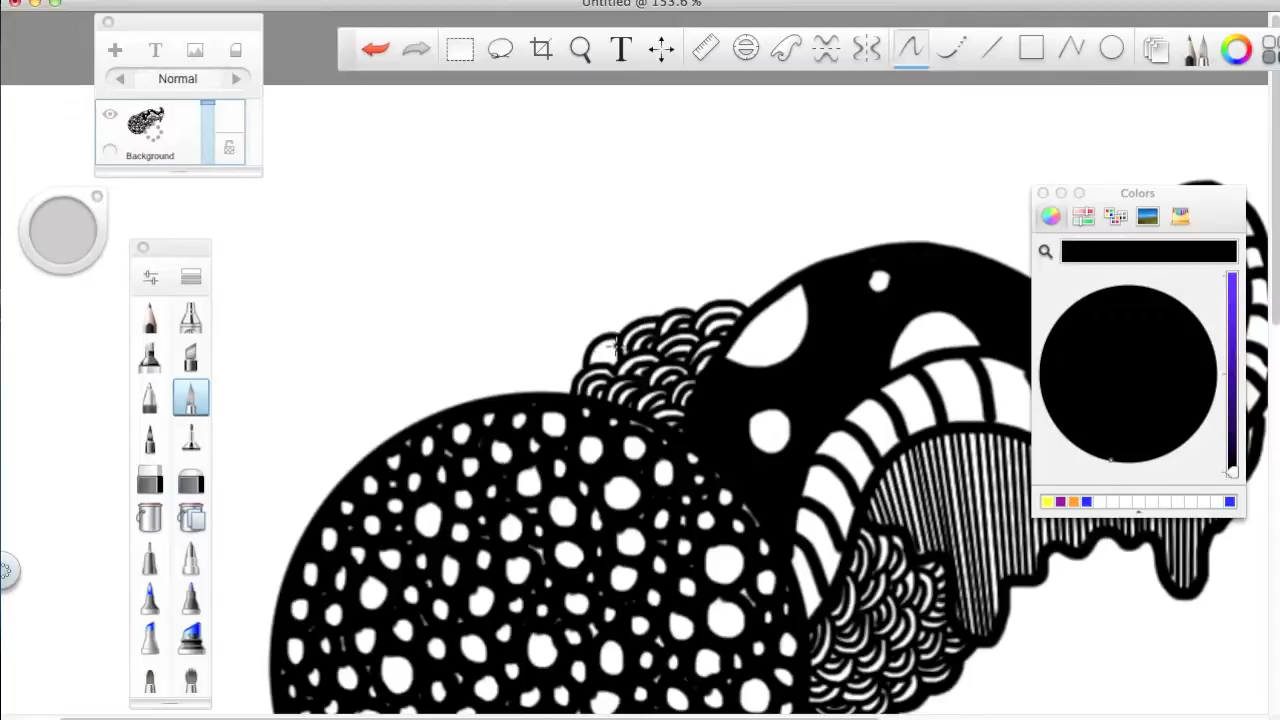 Untitled @ 153.6 %
T
T
Normal
Colors
Background